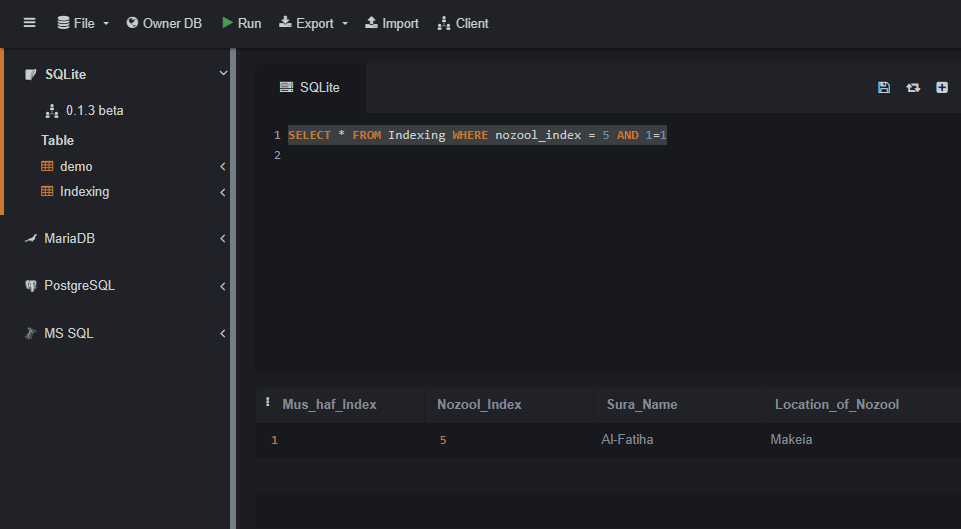 File Owner DB Run Export Import Client
SQLite
0.1.3 beta
Table
demo
Indexing
MariaDB
PostgreSQL
MS SQL
SQLite
1 SELECT * FROM Indexing WHERE nozool_index = 5 AND 1=1
2
Mus_haf_Index Nozool_Index Sura_Name Location_of_Nozool
1 5 Al-Fatiha Makeia